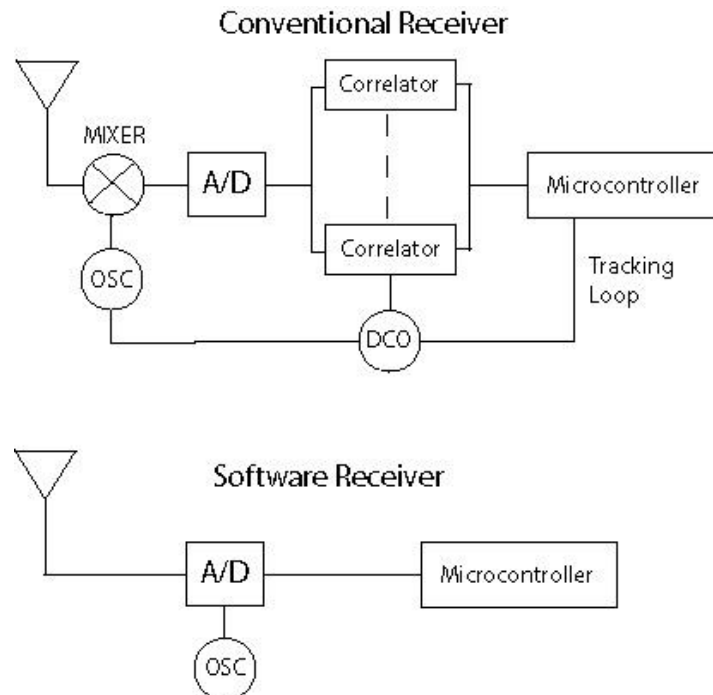 Conventional Receiver
Correlator
MIXER
A/D
Microcontroller
Correlator
OSC
Tracking
Loop
DCO
Software Receiver
A/D
Microcontroller
OSC